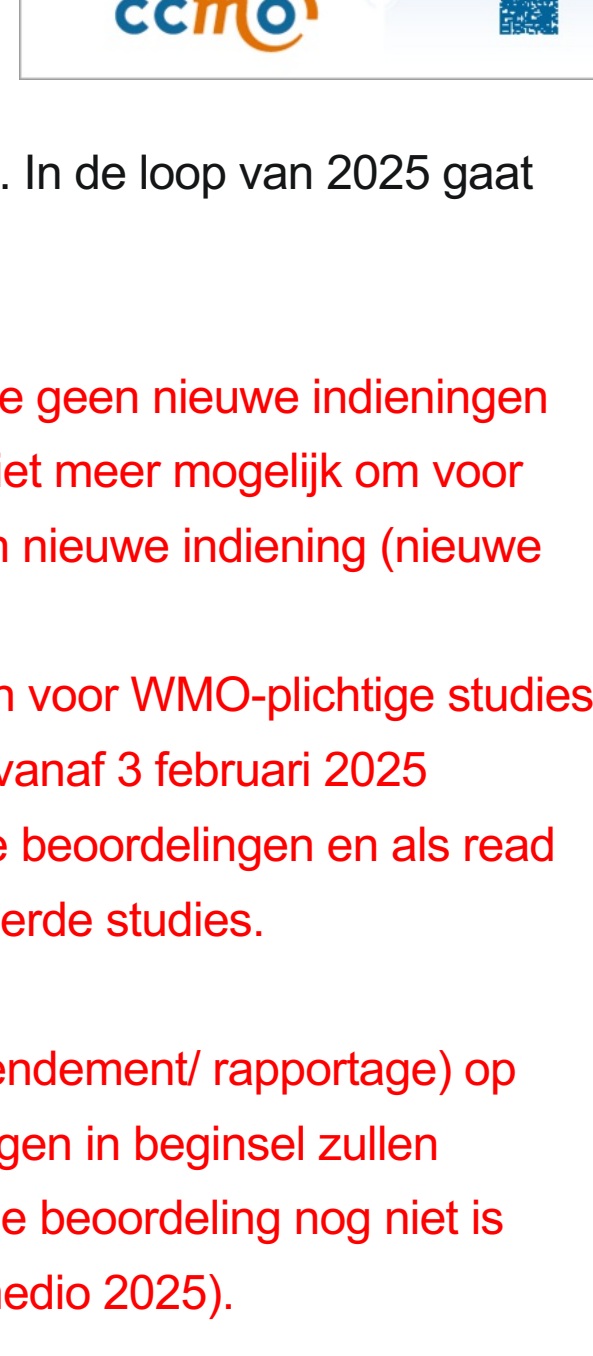 ccmo
. In de loop van 2025 gaat
e geen nieuwe indieningen
iet meer mogelijk om voor
n nieuwe indiening (nieuwe
n voor WMO-plichtige studies
vanaf 3 februari 2025
e beoordelingen en als read
erde studies.
endement/ rapportage) op
gen in beginsel zullen
e beoordeling nog niet is
nedio 2025).